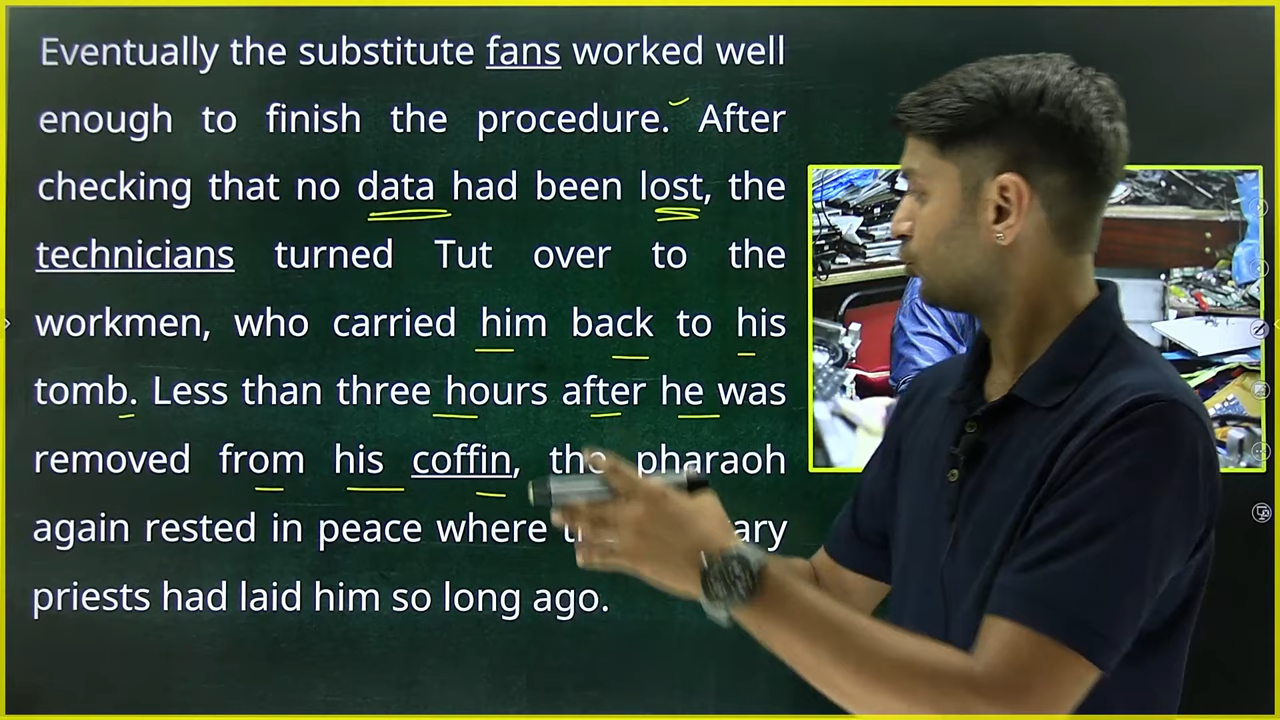 Eventually the substitute fans worked well
enough to finish the procedure. After
checking that no data had been lost, the
technicians turned Tut over to the
workmen, who carried him back to his
tomb. Less than three hours after he was
removed from his coffin, the pharaoh
again rested in peace where
priests had laid him so long ago.